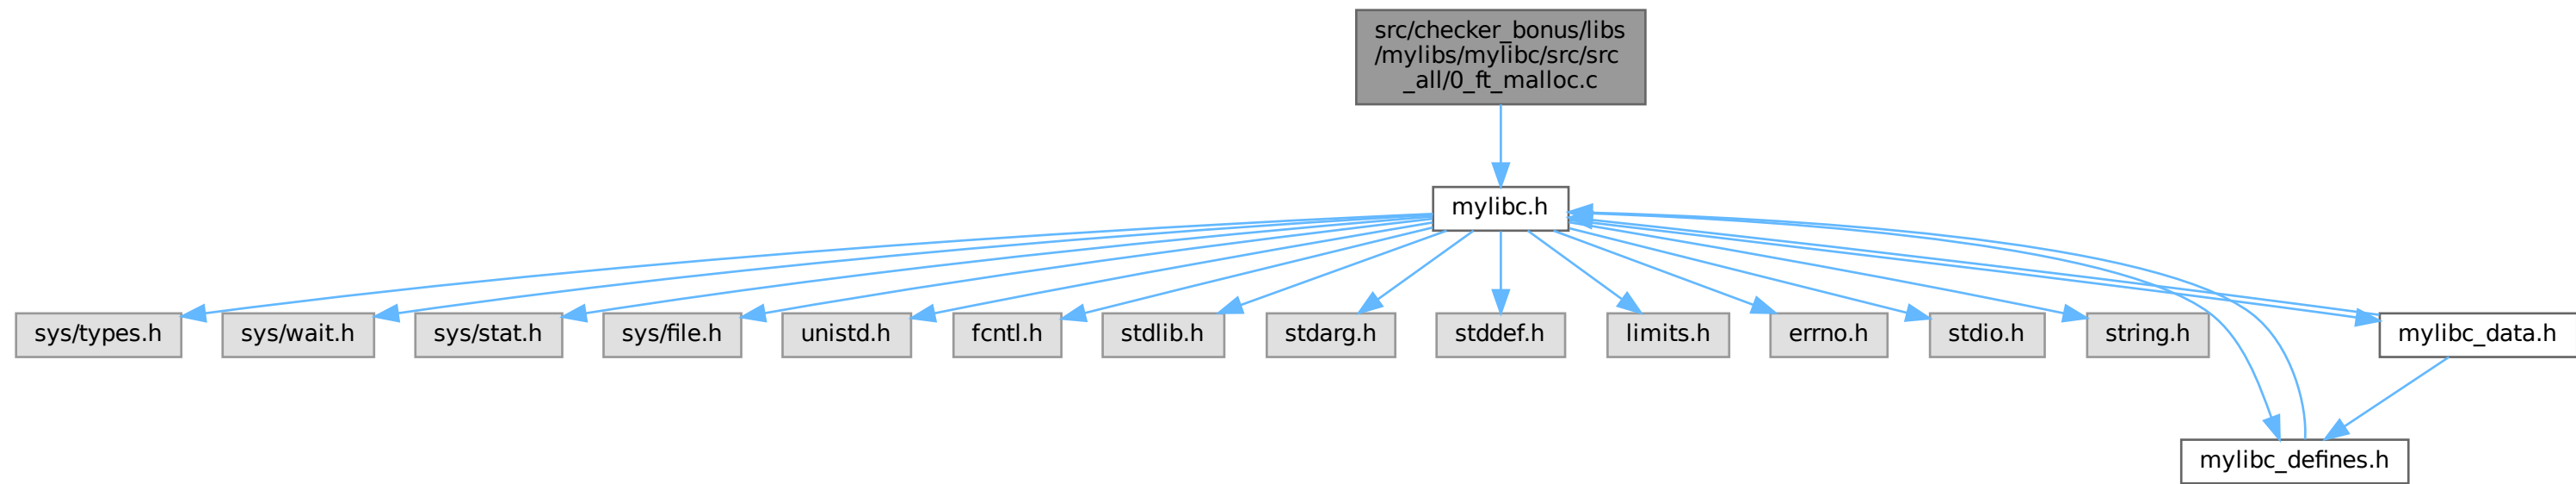 src/checker_bonus/libs
/mylibs/mylibc/src/src
_all/0_ft_malloc.c
mylibc.h
sys/types.h
sys/wait.h
sys/stat.h
sys/file.h
unistd.h
fcntl.h
stdlib.h
stdarg.h
stddef.h
limits.h
errno.h
stdio.h
string.h
mylibc_data.h
mylibc_defines.h